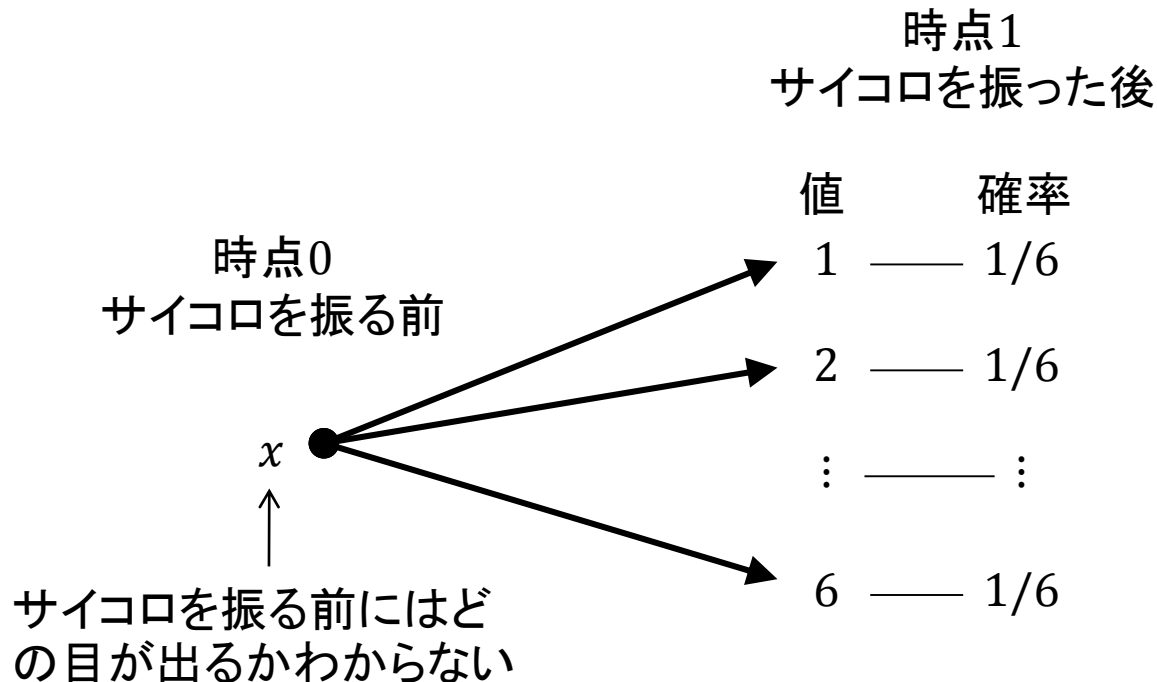 時点1
サイコロを振った後
値 確率
時点0
サイコロを振る前
1 1/6
2 1/6
x
⋮ ⋮
6 1/6
サイコロを振る前にはど
の目が出るかわからない